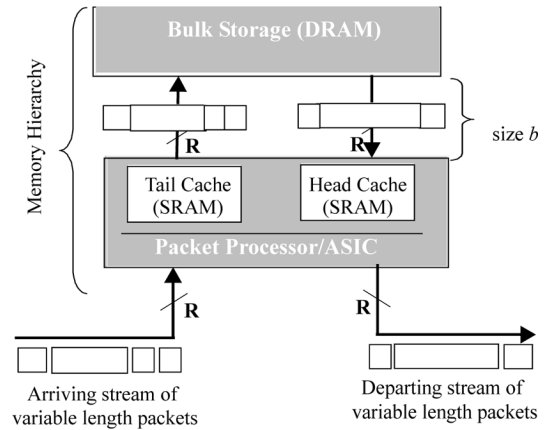 Bulk Storage (DRAM)
Memory Hierarchy
R
R
size b
Tail Cache
(SRAM)
Head Cache
(SRAM)
Packet Processor/ASIC
R
R
Arriving stream of
variable length packets
Departing stream of
variable length packets